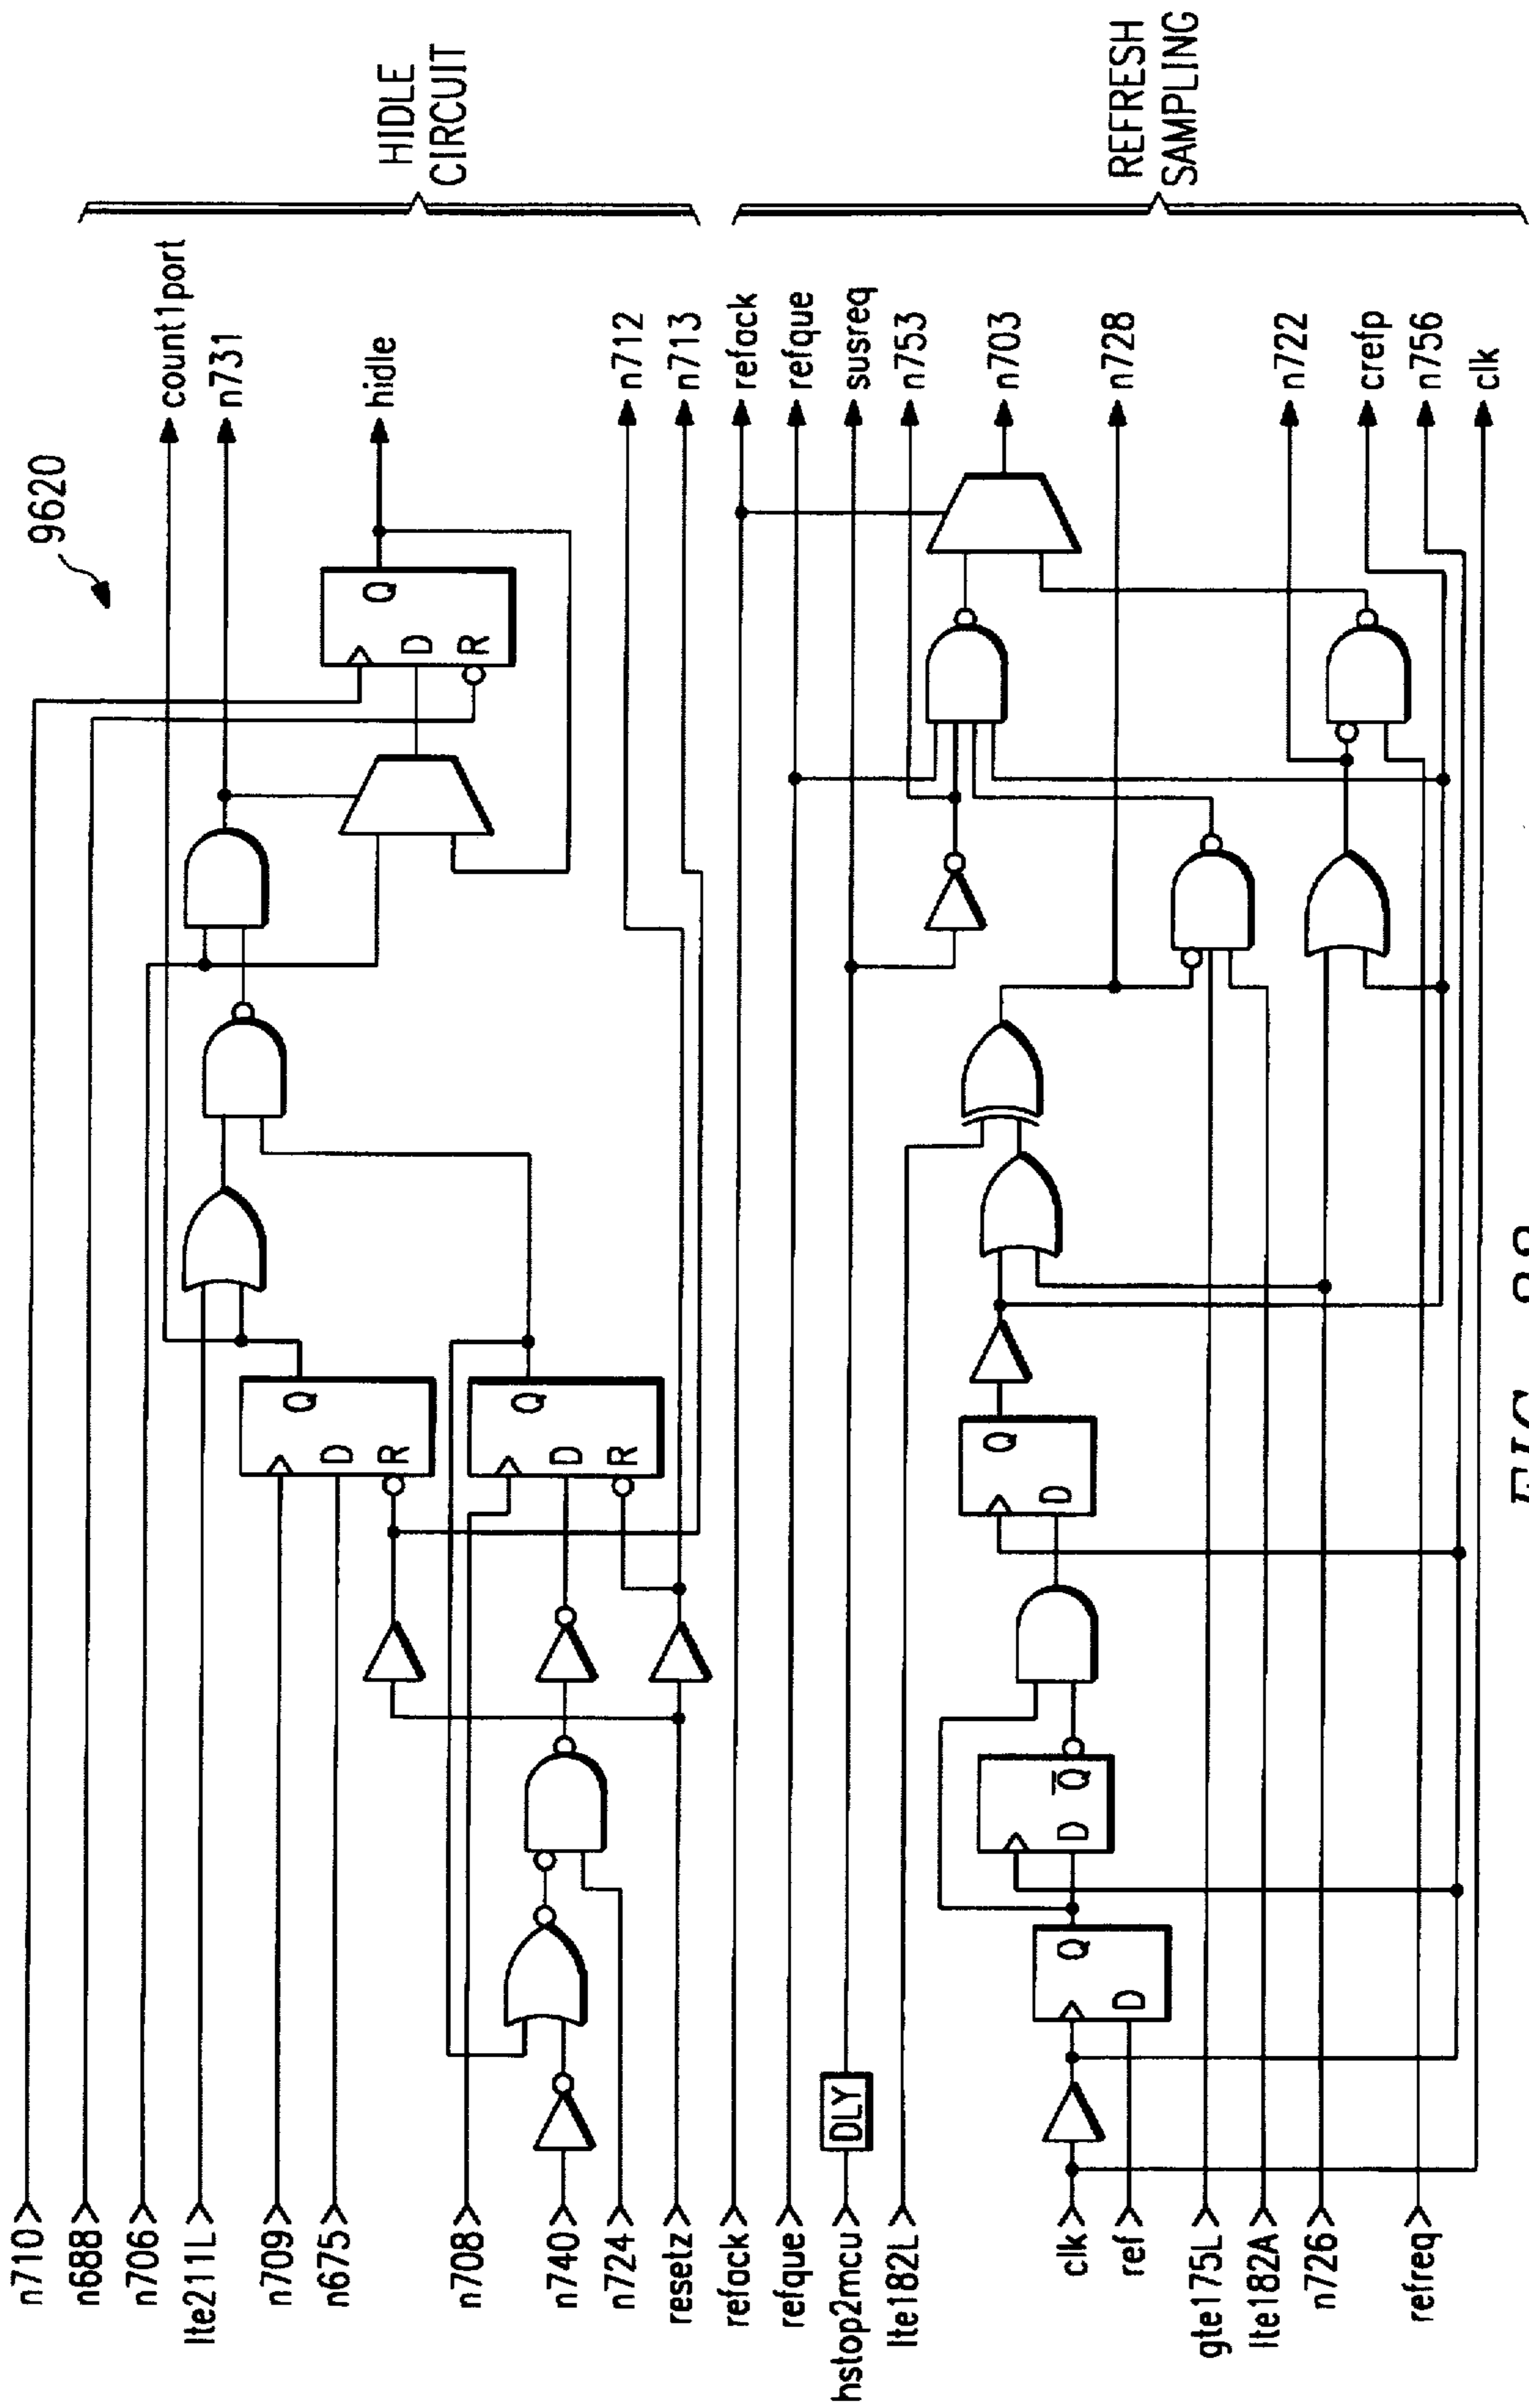 9620
n710
n688
n706
lte211L
n709
n675
n708
n740
n724
resetz
refack
refque
hstop2mcu
lte182L
clk
ref
gte175L
lte182A
n726
refreq
DLY
Q
D
R
Q
D
R
Q
D
R
Q
D
Q̅
D
Q
D
count1port
n731
hidle
n712
n713
refack
refque
susreq
n753
n703
n728
n722
crefp
n756
clk
HIDLE
CIRCUIT
REFRESH
SAMPLING
FIG.